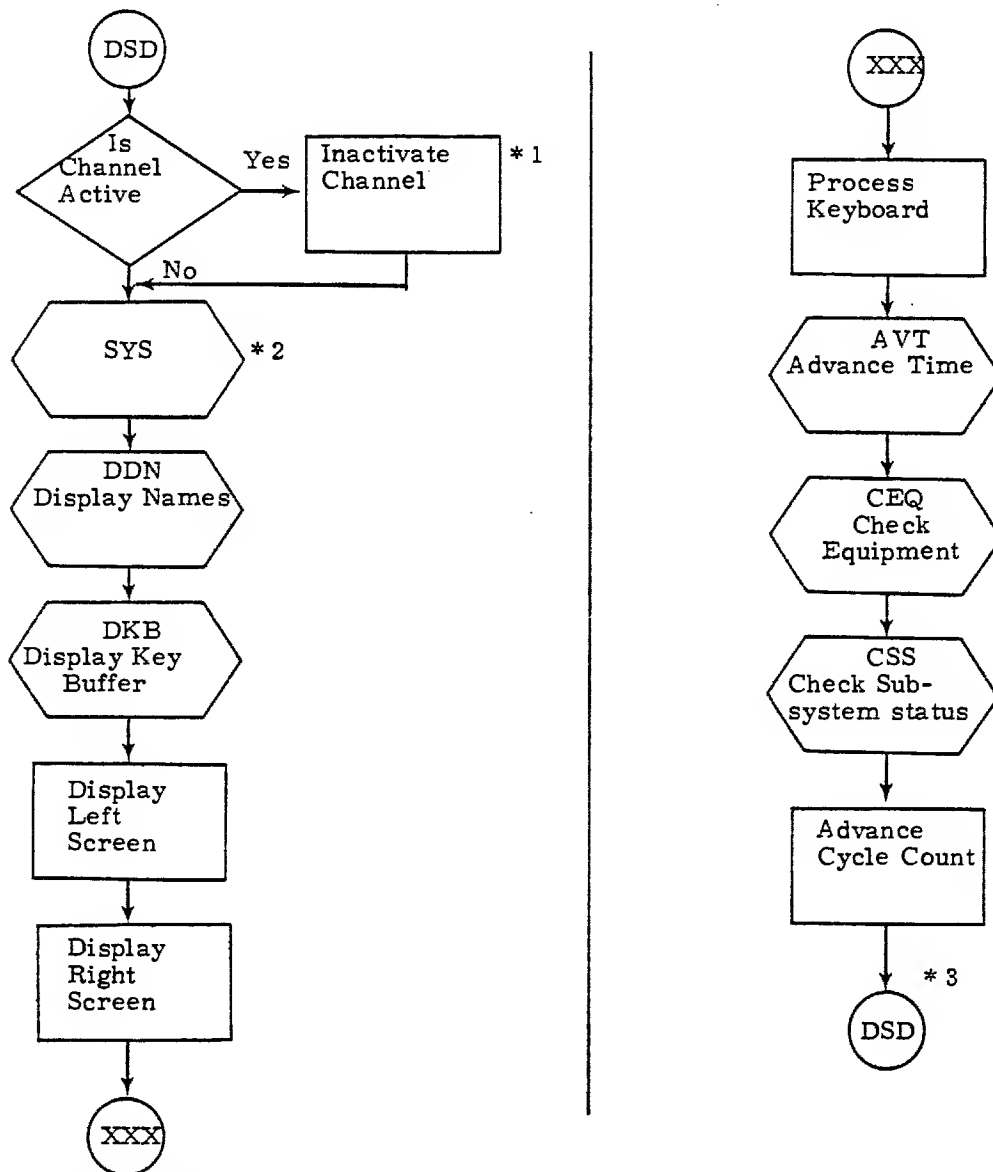 DSD
Is
Channel
Active
Yes
Inactivate
Channel
*1
No
SYS
*2
DDN
Display Names
DKB
Display Key
Buffer
Display
Left
Screen
Display
Right
Screen
XXX
XXX
Process
Keyboard
AVT
Advance Time
CEQ
Check
Equipment
CSS
Check Sub-
system status
Advance
Cycle Count
*3
DSD